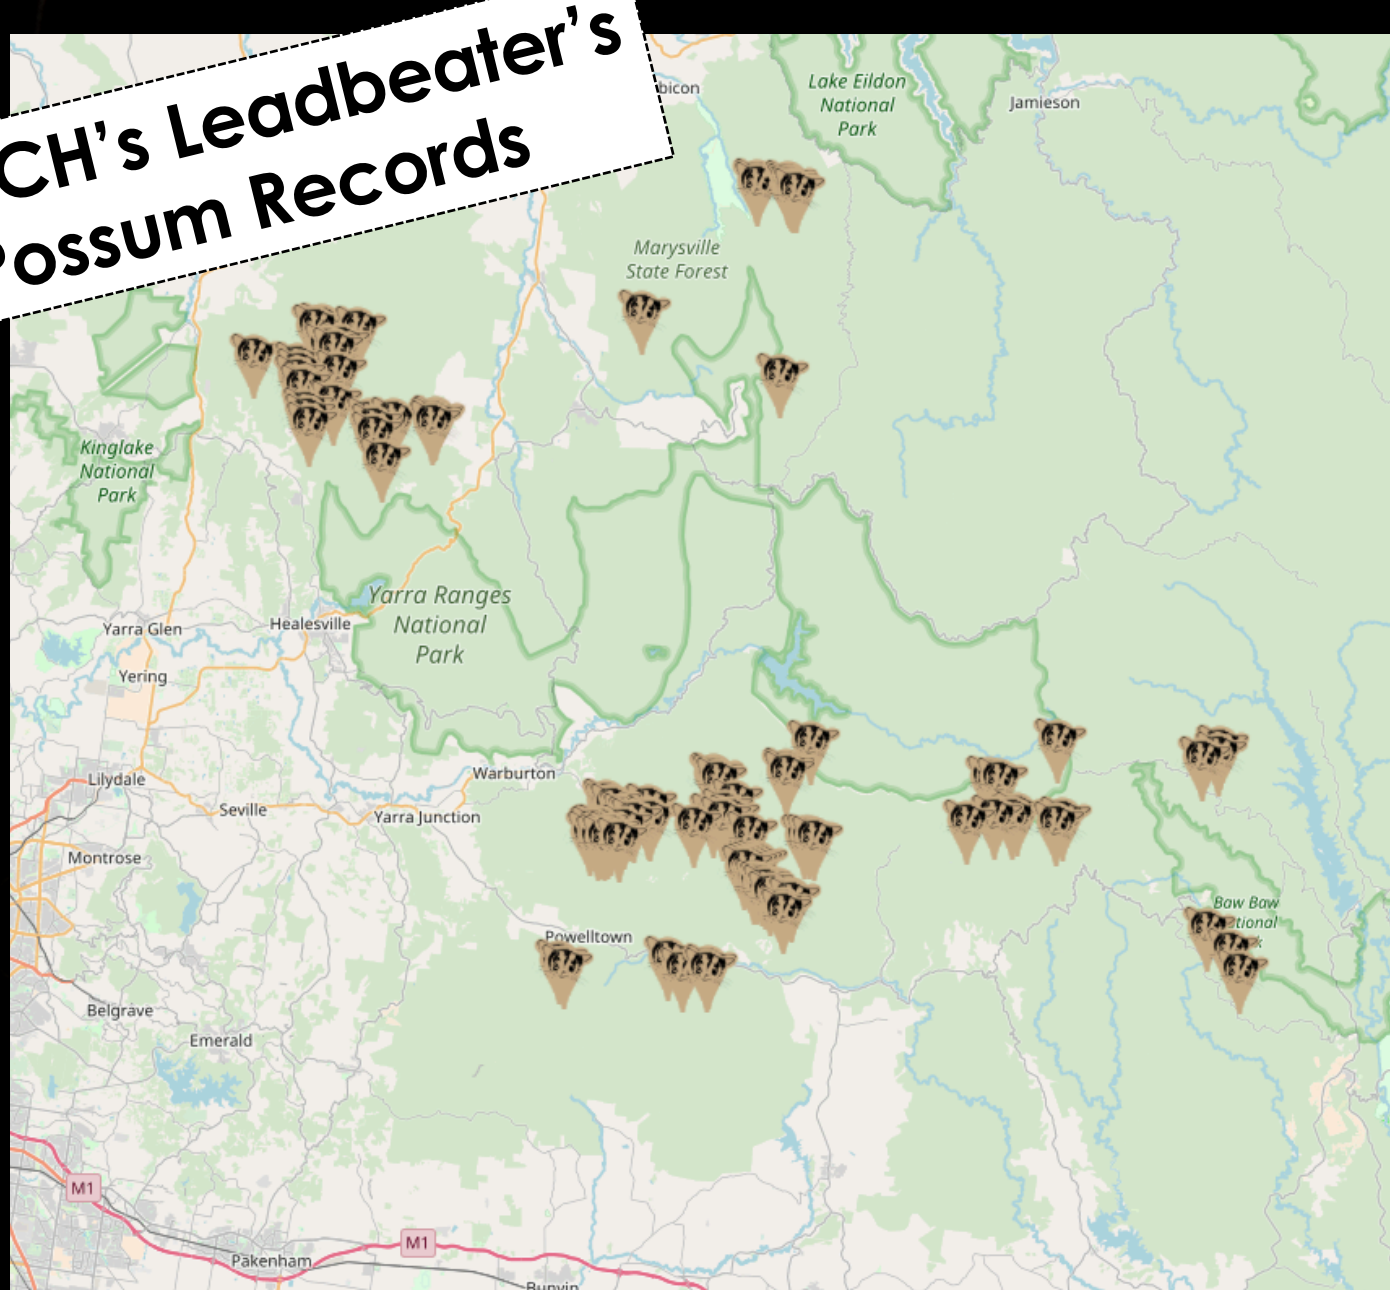 CH's Leadbeater's
Possum Records
bicon
Lake Eildon
National
Park
Jamieson
Marysville
State Forest
Kinglake
National
Park
Yarra Ranges
National
Park
Yarra Glen
Healesville
Yering
Warburton
Lilydale
Seville
Yarra Junction
Montrose
Baw Baw
Powelltown
Belgrave
Emerald
M1
M1
Pakenham